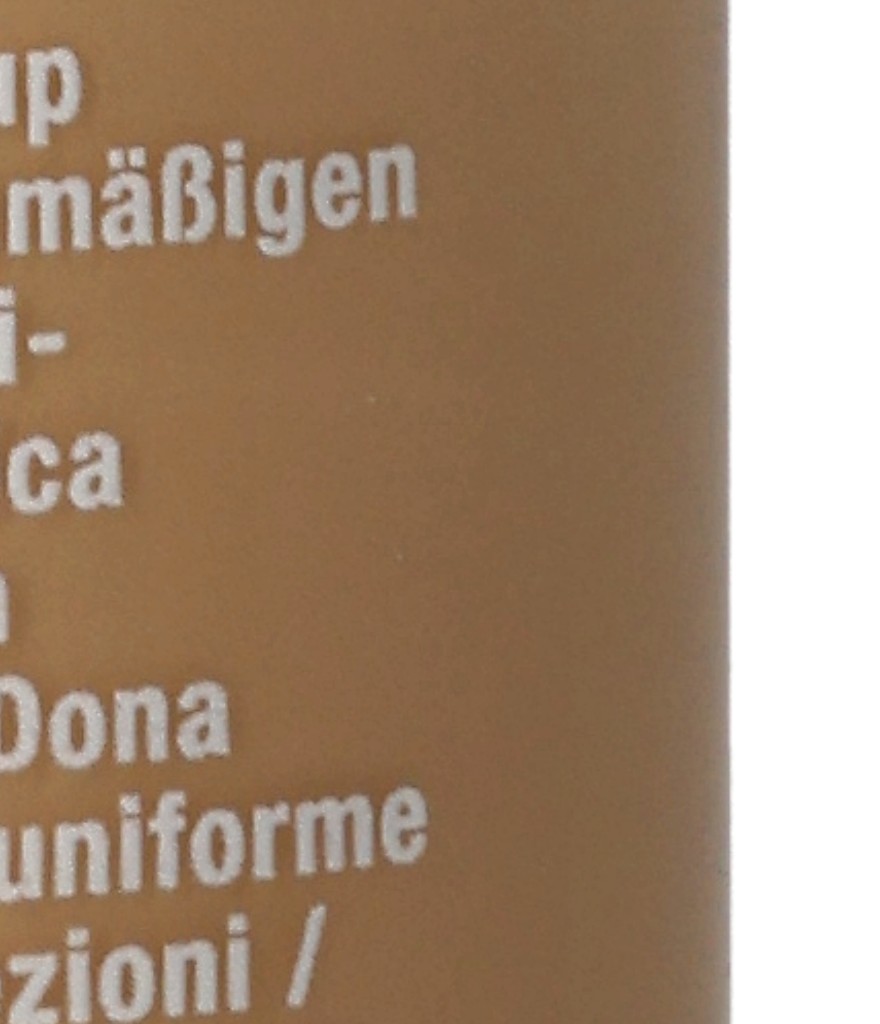 up
mäßigen
i-
ca
Dona
uniforme
zioni /